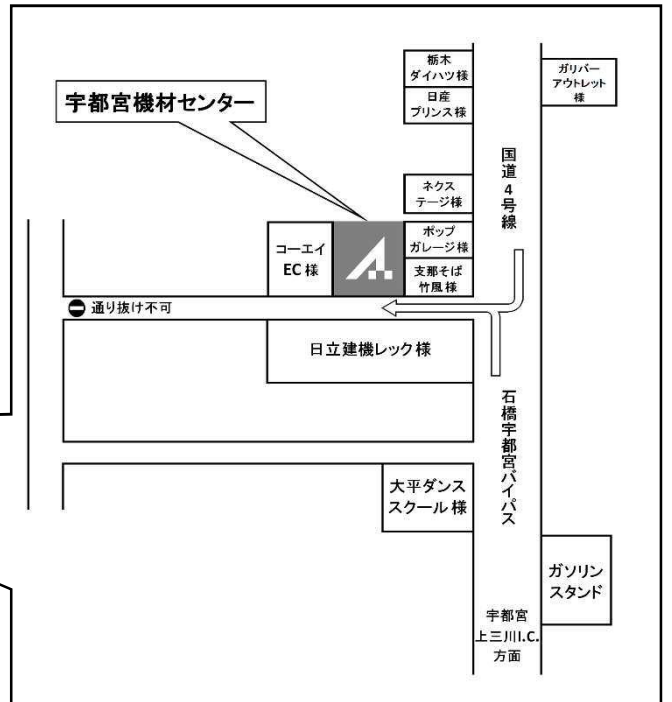 栃木
ダイハツ様
日産
プリンス様
ガリバー
アウトレット
様
宇都宮機材センター
国道4号線
ネクス
テージ様
ポップ
ガレージ様
コーエイ
EC 様
支那そば
竹風様
通り抜け不可
日立建機レック様
石橋宇都宮バイパス
大平ダンス
スクール様
ガソリン
スタンド
宇都宮
上三川I.C.
方面